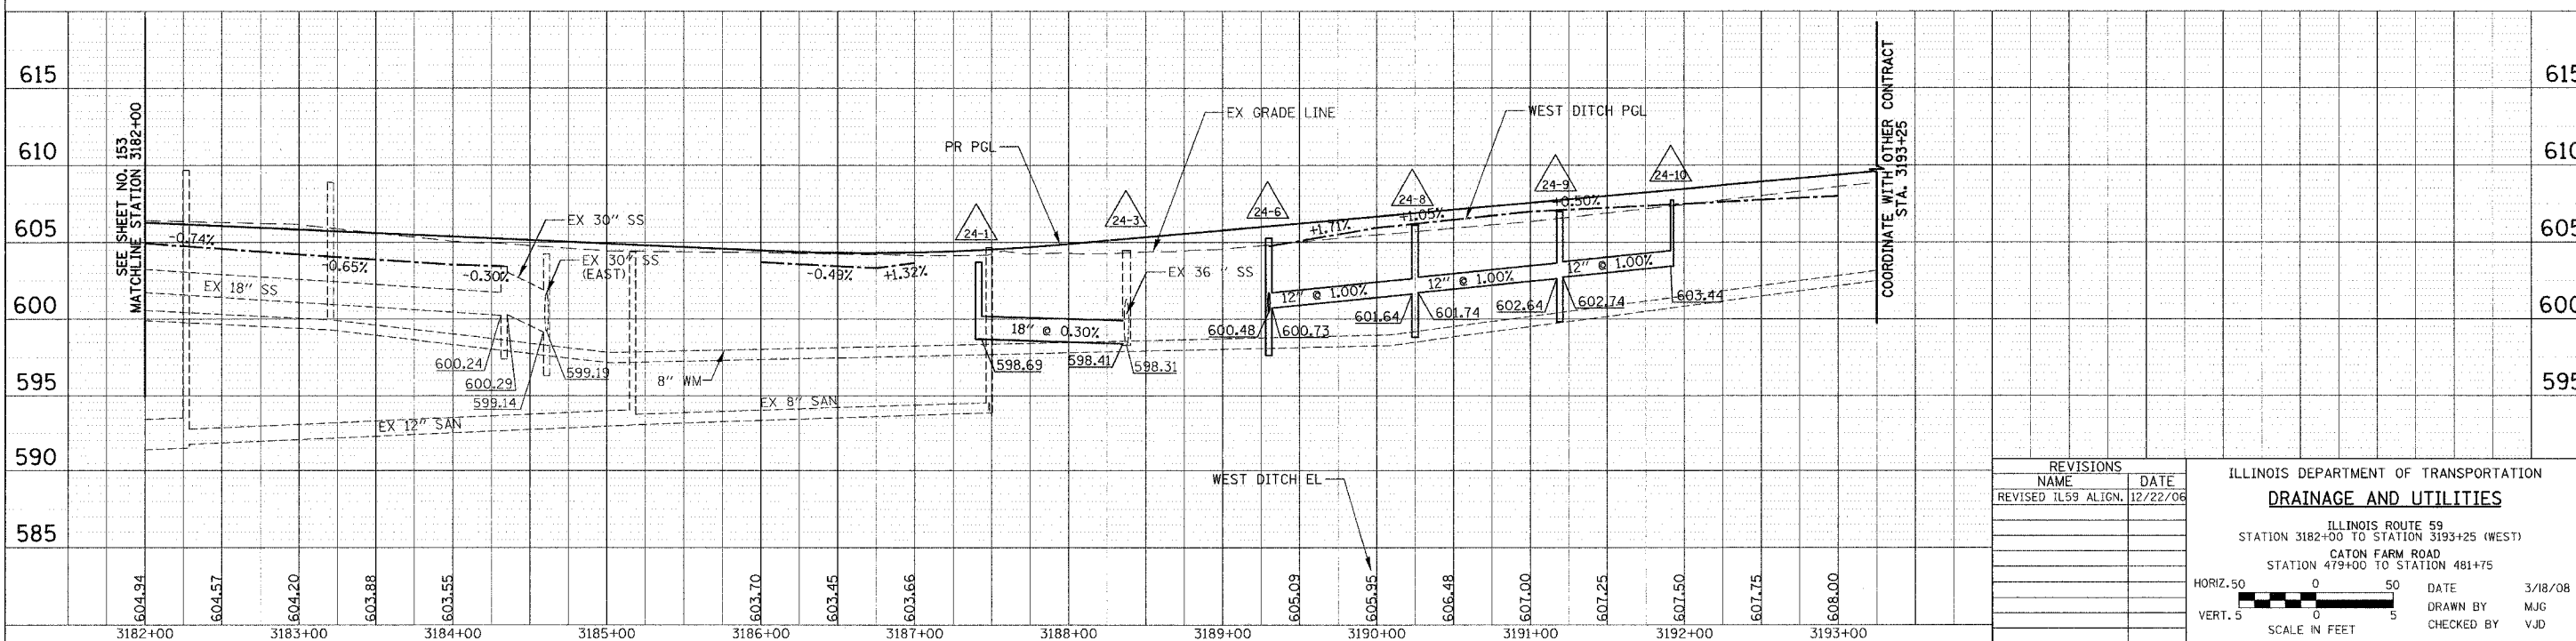 615
610
605
600
595
590
585
SEE SHEET NO. 153
MATCHLINE STATION 3182+00
-0.74%
-0.65%
-0.30%
EX 18" SS
EX 30" SS
EX 30" SS
(EAST)
600.24
600.29
599.14
599.19
8" WM
EX 12" SAN
EX 8" SAN
-0.49%
+1.32%
PR PGL
24-1
24-3
24-6
24-8
24-9
24-10
EX GRADE LINE
WEST DITCH PGL
EX 36 " SS
18" @ 0.30%
598.69
598.41
598.31
+1.71%
+1.05%
+0.50%
12" @ 1.00%
12" @ 1.00%
12" @ 1.00%
600.48
600.73
601.64
601.74
602.64
602.74
603.44
WEST DITCH EL
COORDINATE WITH OTHER CONTRACT
STA. 3193+25
615
610
605
600
595
604.94
604.57
604.20
603.88
603.55
603.70
603.45
603.66
605.09
605.95
606.48
607.00
607.25
607.50
607.75
608.00
3182+00
3183+00
3184+00
3185+00
3186+00
3187+00
3188+00
3189+00
3190+00
3191+00
3192+00
3193+00
REVISIONS
NAME DATE
REVISED IL59 ALIGN. 12/22/06
ILLINOIS DEPARTMENT OF TRANSPORTATION
DRAINAGE AND UTILITIES
ILLINOIS ROUTE 59
STATION 3182+00 TO STATION 3193+25 (WEST)
CATON FARM ROAD
STATION 479+00 TO STATION 481+75
HORIZ. 50 0 50
VERT. 5 0 5
SCALE IN FEET
DATE 3/18/08
DRAWN BY MJG
CHECKED BY VJD